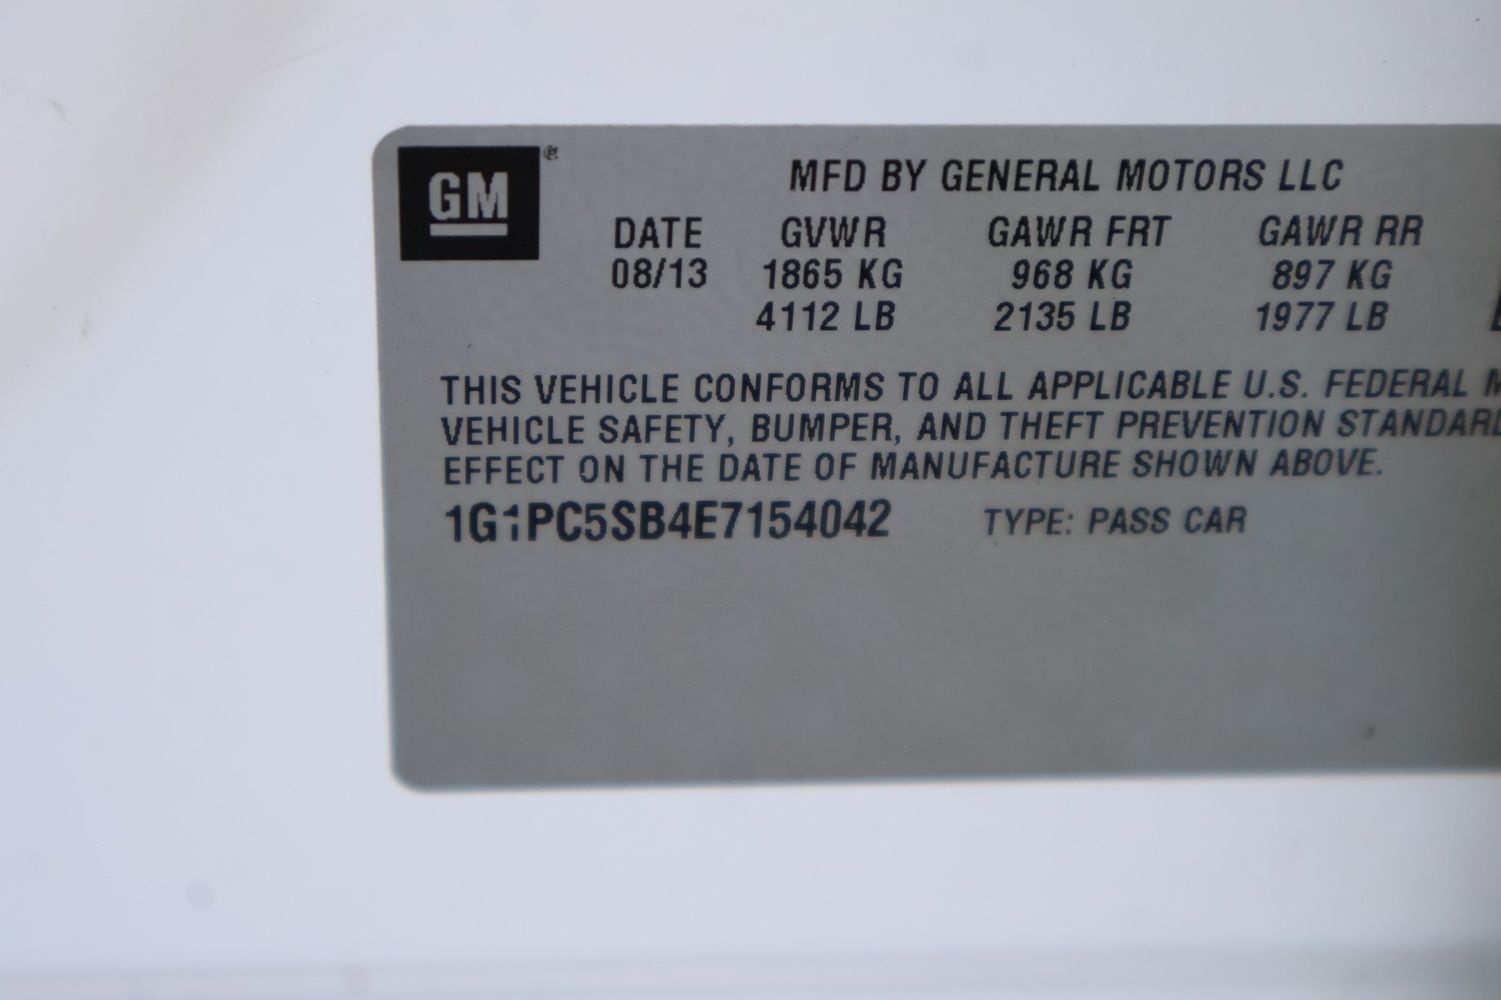 GM ® MFD BY GENERAL MOTORS LLC
DATE GVWR GAWR FRT GAWR RR
08/13 1865 KG 968 KG 897 KG
4112 LB 2135 LB 1977 LB
THIS VEHICLE CONFORMS TO ALL APPLICABLE U.S. FEDERAL
VEHICLE SAFETY, BUMPER, AND THEFT PREVENTION STANDARD
EFFECT ON THE DATE OF MANUFACTURE SHOWN ABOVE.
1G1PC5SB4E7154042 TYPE: PASS CAR